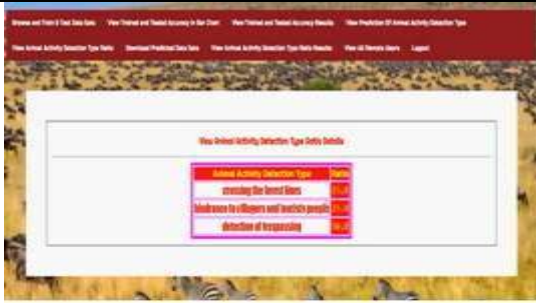 Browse and Train & Test Data Sets View Trained and Tested Accuracy in Bar Chart View Trained and Tested Accuracy Results View Prediction Of Animal Activity Detection Type
View Animal Activity Detection Type Ratio Download Predicted Data Sets View Animal Activity Detection Type Ratio Results View All Remote Users Logout
View Animal Activity Detection Type Ratio Details
Animal Activity Detection Type Ratio
crossing the forest lines
hindrance to villagers and tourists people
detection of trespassing